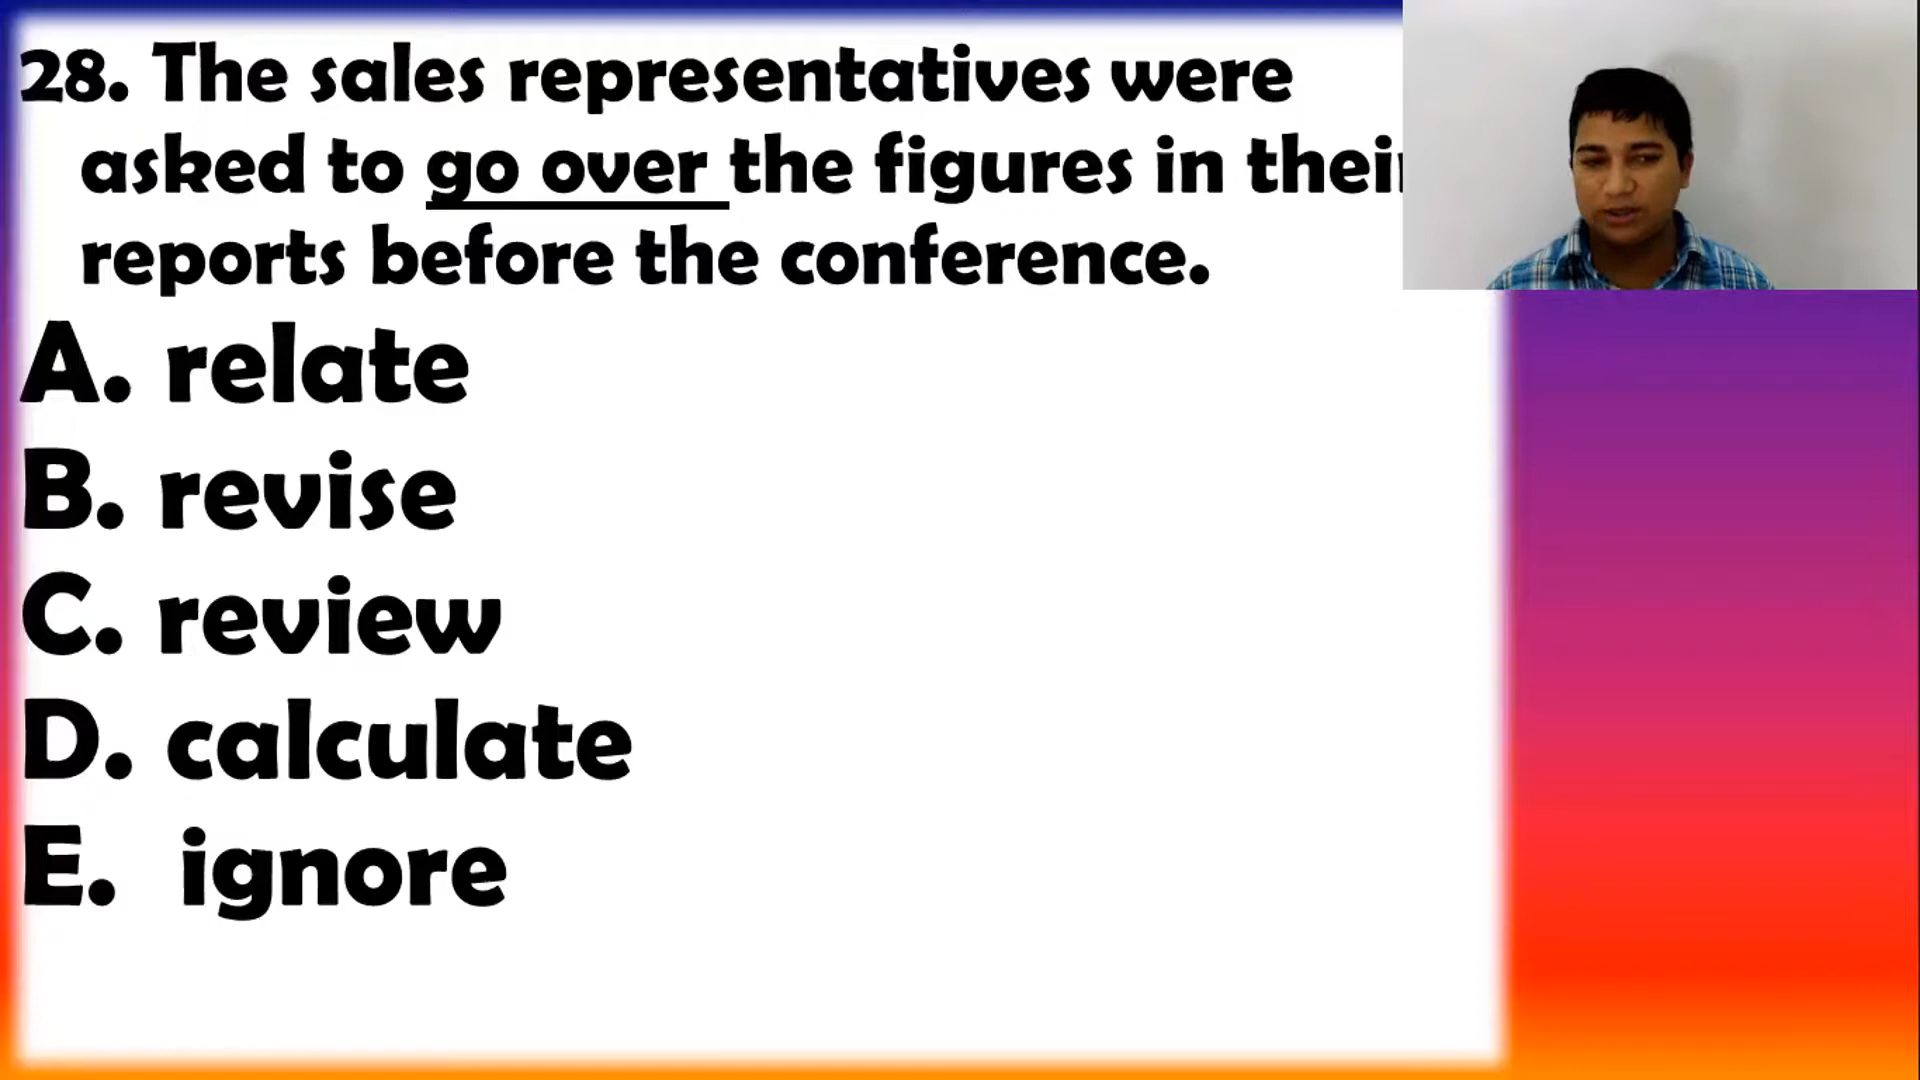 28. The sales representatives were
asked to go over the figures in their
reports before the conference.
A. relate
B. revise
C. review
D. calculate
E. ignore